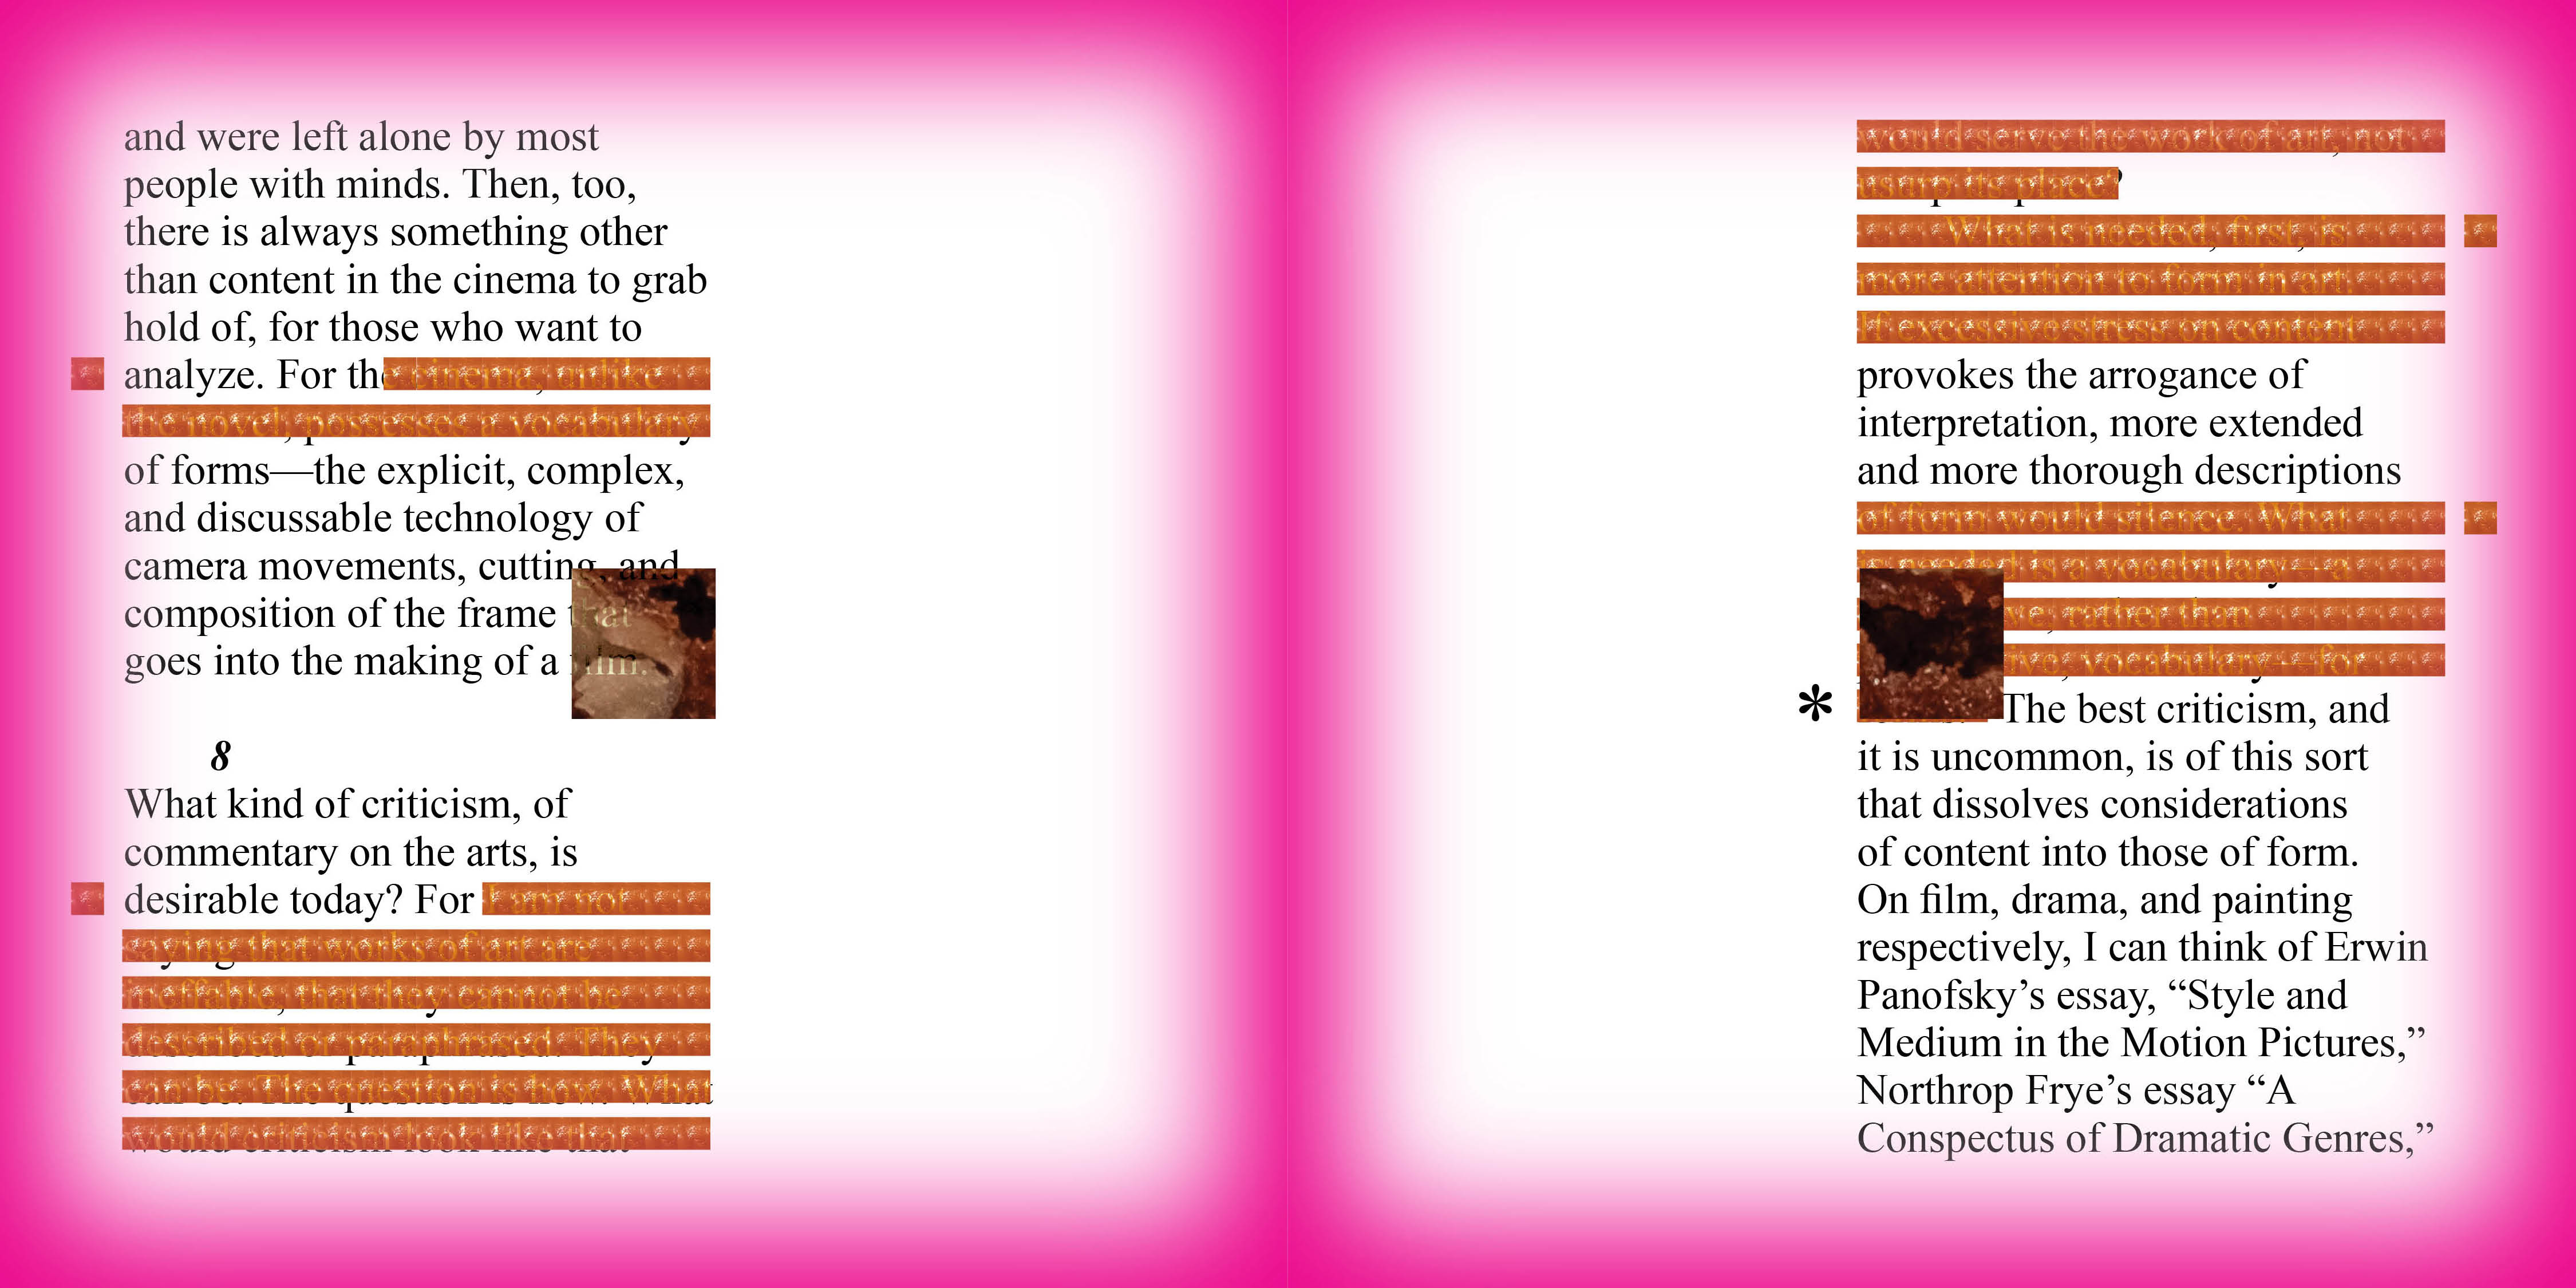 and were left alone by most
people with minds. Then, too,
there is always something other
than content in the cinema to grab
hold of, for those who want to
analyze. For the cinema, unlike
the novel, possesses a vocabulary
of forms—the explicit, complex,
and discussable technology of
camera movements, cutting, and
composition of the frame that
goes into the making of a film.
8
What kind of criticism, of
commentary on the arts, is
desirable today? For I am not
saying that works of art are
ineffable, that they cannot be
described or paraphrased. They
can be. The question is how. What
would criticism look like that
would serve the work of art, not
usurp its place?
What is needed, first, is
more attention to form in art.
If excessive stress on content
provokes the arrogance of
interpretation, more extended
and more thorough descriptions
of form would silence. What
is needed is a vocabulary—a
rather than
vocabulary—for
* The best criticism, and
it is uncommon, is of this sort
that dissolves considerations
of content into those of form.
On film, drama, and painting
respectively, I can think of Erwin
Panofsky’s essay, “Style and
Medium in the Motion Pictures,”
Northrop Frye’s essay “A
Conspectus of Dramatic Genres,”